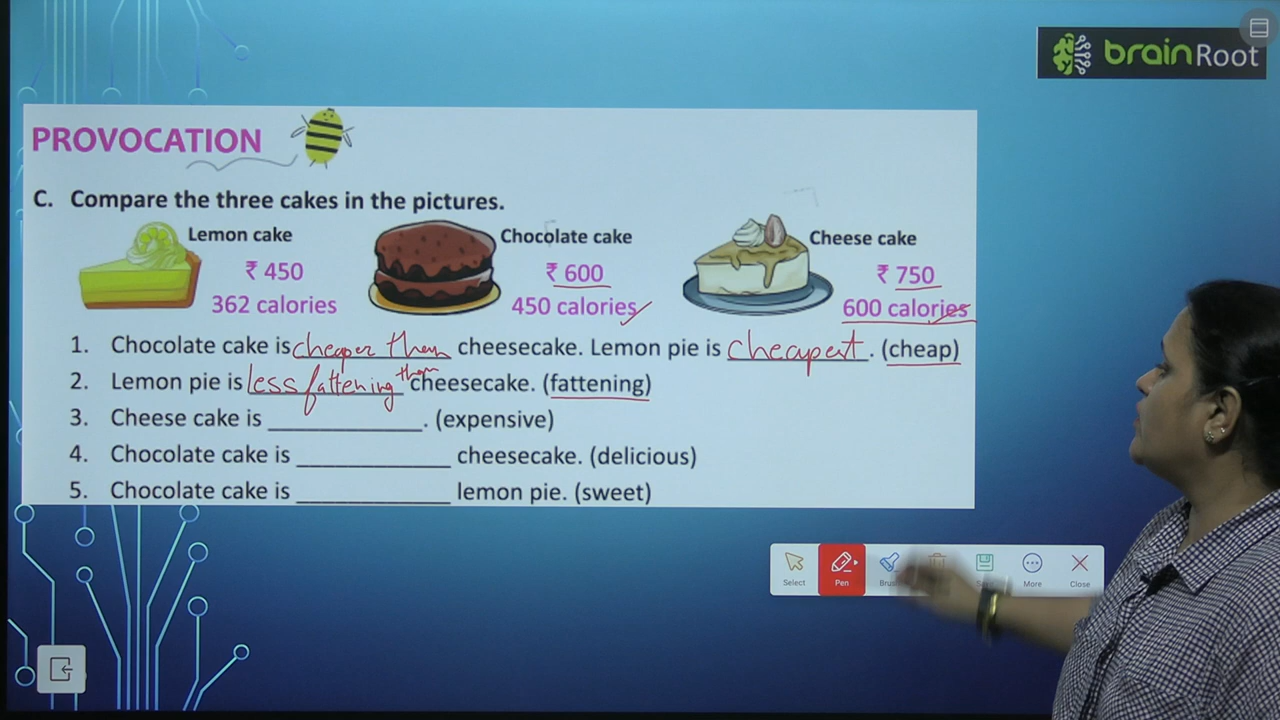 brainRoot
PROVOCATION
C. Compare the three cakes in the pictures.
Lemon cake
₹ 450
362 calories
Chocolate cake
₹ 600
450 calories
Cheese cake
₹ 750
600 calories
1. Chocolate cake is cheaper then cheesecake. Lemon pie is cheapest. (cheap)
2. Lemon pie is less fattening then cheesecake. (fattening)
3. Cheese cake is ____________. (expensive)
4. Chocolate cake is ____________ cheesecake. (delicious)
5. Chocolate cake is ____________ lemon pie. (sweet)
Select
Pen
More
Close